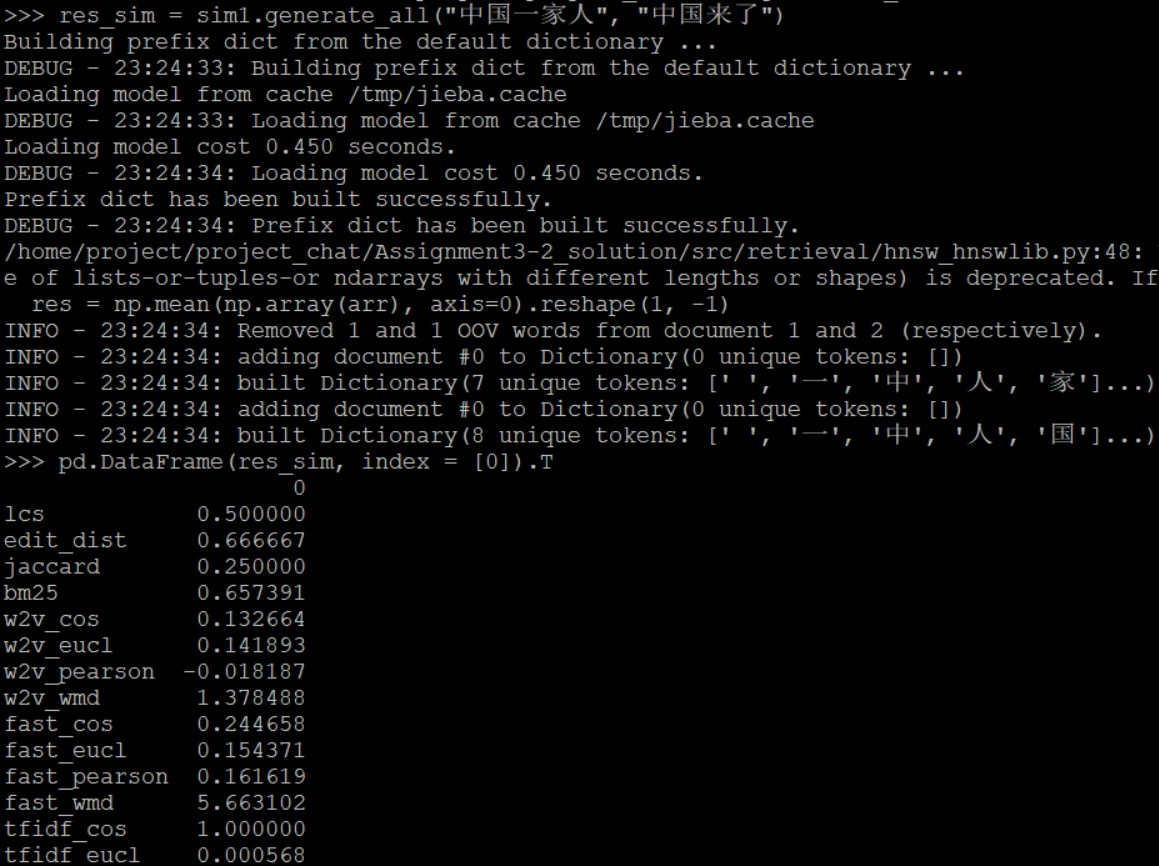 >>> res_sim = sim1.generate_all("中国一家人", "中国来了")
Building prefix dict from the default dictionary ...
DEBUG - 23:24:33: Building prefix dict from the default dictionary ...
Loading model from cache /tmp/jieba.cache
DEBUG - 23:24:33: Loading model from cache /tmp/jieba.cache
Loading model cost 0.450 seconds.
DEBUG - 23:24:34: Loading model cost 0.450 seconds.
Prefix dict has been built successfully.
DEBUG - 23:24:34: Prefix dict has been built successfully.
/home/project/project_chat/Assignment3-2_solution/src/retrieval/hnsw_hnswlib.py:48:
e of lists-or-tuples-or ndarrays with different lengths or shapes) is deprecated. If
  res = np.mean(np.array(arr), axis=0).reshape(1, -1)
INFO - 23:24:34: Removed 1 and 1 OOV words from document 1 and 2 (respectively).
INFO - 23:24:34: adding document #0 to Dictionary(0 unique tokens: [])
INFO - 23:24:34: built Dictionary(7 unique tokens: [' ', '一', '中', '人', '家']...)
INFO - 23:24:34: adding document #0 to Dictionary(0 unique tokens: [])
INFO - 23:24:34: built Dictionary(8 unique tokens: [' ', '一', '中', '人', '国']...)
>>> pd.DataFrame(res_sim, index = [0]).T
                     0
lcs           0.500000
edit_dist     0.666667
jaccard       0.250000
bm25          0.657391
w2v_cos       0.132664
w2v_eucl      0.141893
w2v_pearson  -0.018187
w2v_wmd       1.378488
fast_cos      0.244658
fast_eucl     0.154371
fast_pearson  0.161619
fast_wmd      5.663102
tfidf_cos     1.000000
tfidf_eucl    0.000568